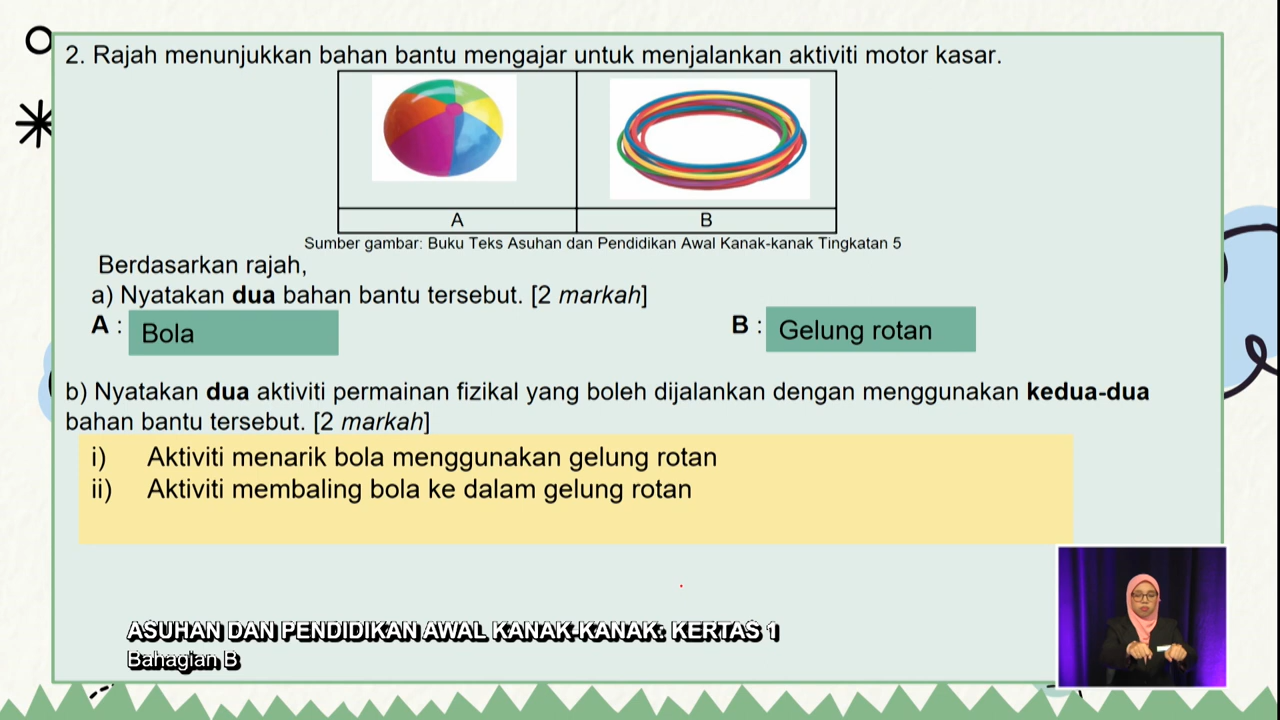 2. Rajah menunjukkan bahan bantu mengajar untuk menjalankan aktiviti motor kasar.
A
B
Sumber gambar: Buku Teks Asuhan dan Pendidikan Awal Kanak-kanak Tingkatan 5
Berdasarkan rajah,
a) Nyatakan dua bahan bantu tersebut. [2 markah]
A : Bola
B : Gelung rotan
b) Nyatakan dua aktiviti permainan fizikal yang boleh dijalankan dengan menggunakan kedua-dua
bahan bantu tersebut. [2 markah]
i) Aktiviti menarik bola menggunakan gelung rotan
ii) Aktiviti membaling bola ke dalam gelung rotan
ASUHAN DAN PENDIDIKAN AWAL KANAK-KANAK: KERTAS 1
Bahagian B